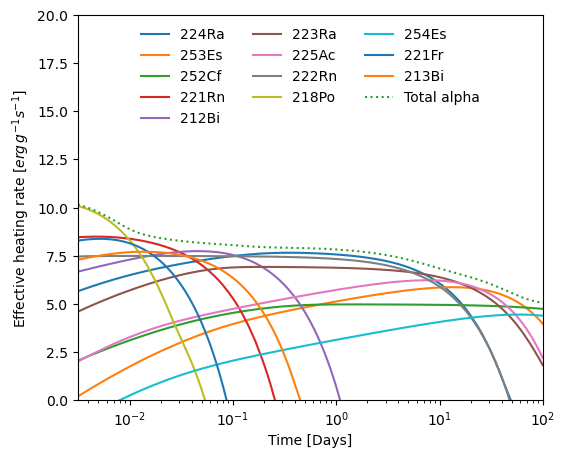 20.0
17.5
15.0
12.5
10.0
7.5
5.0
2.5
0.0
Effective heating rate [erg g⁻¹s⁻¹]
224Ra
253Es
252Cf
221Rn
212Bi
223Ra
225Ac
222Rn
218Po
254Es
221Fr
213Bi
Total alpha
10⁻² 10⁻¹ 10⁰ 10¹ 10²
Time [Days]